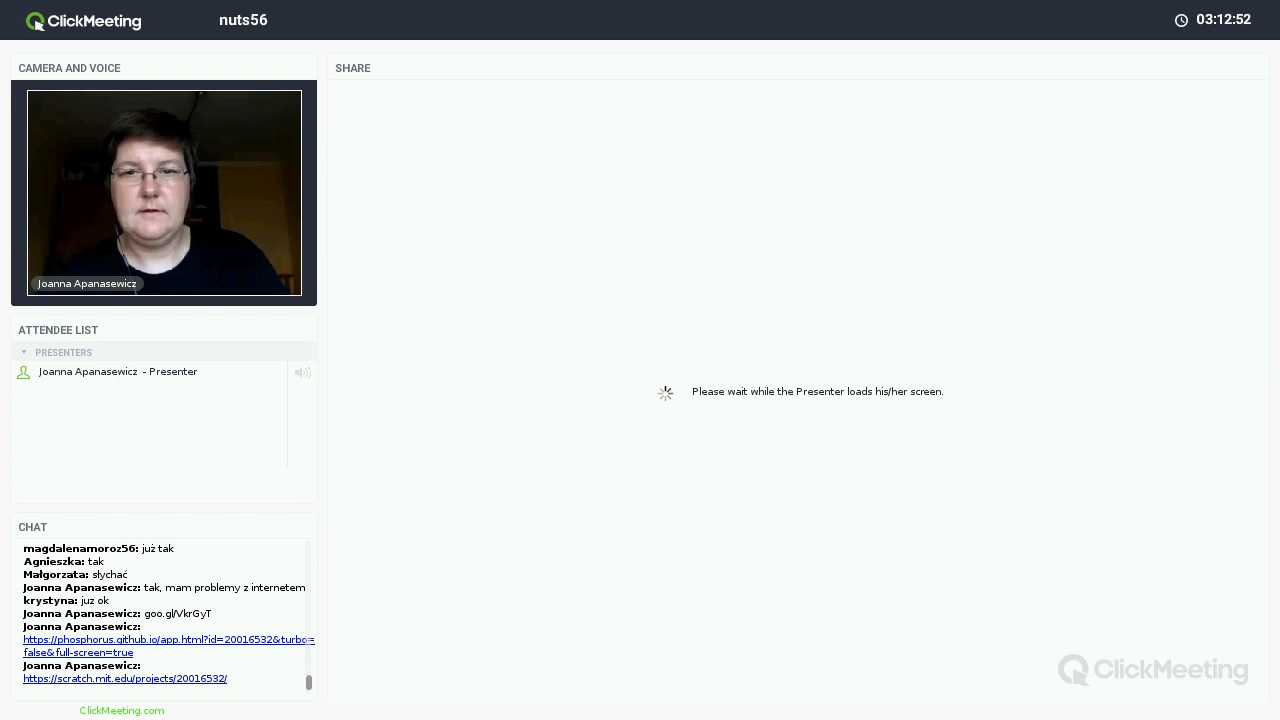 ClickMeeting
nuts56
03:12:52
CAMERA AND VOICE
Joanna Apanasewicz
ATTENDEE LIST
PRESENTERS
Joanna Apanasewicz - Presenter
CHAT
magdalenamoroz56: już tak
Agnieszka: tak
Małgorzata: słychać
Joanna Apanasewicz: tak, mam problemy z internetem
krystyna: juz ok
Joanna Apanasewicz: goo.gl/VkrGyT
Joanna Apanasewicz:
https://phosphorus.github.io/app.html?id=20016532&turbo=
false&full-screen=true
Joanna Apanasewicz:
https://scratch.mit.edu/projects/20016532/
ClickMeeting.com
SHARE
Please wait while the Presenter loads his/her screen.
ClickMeeting